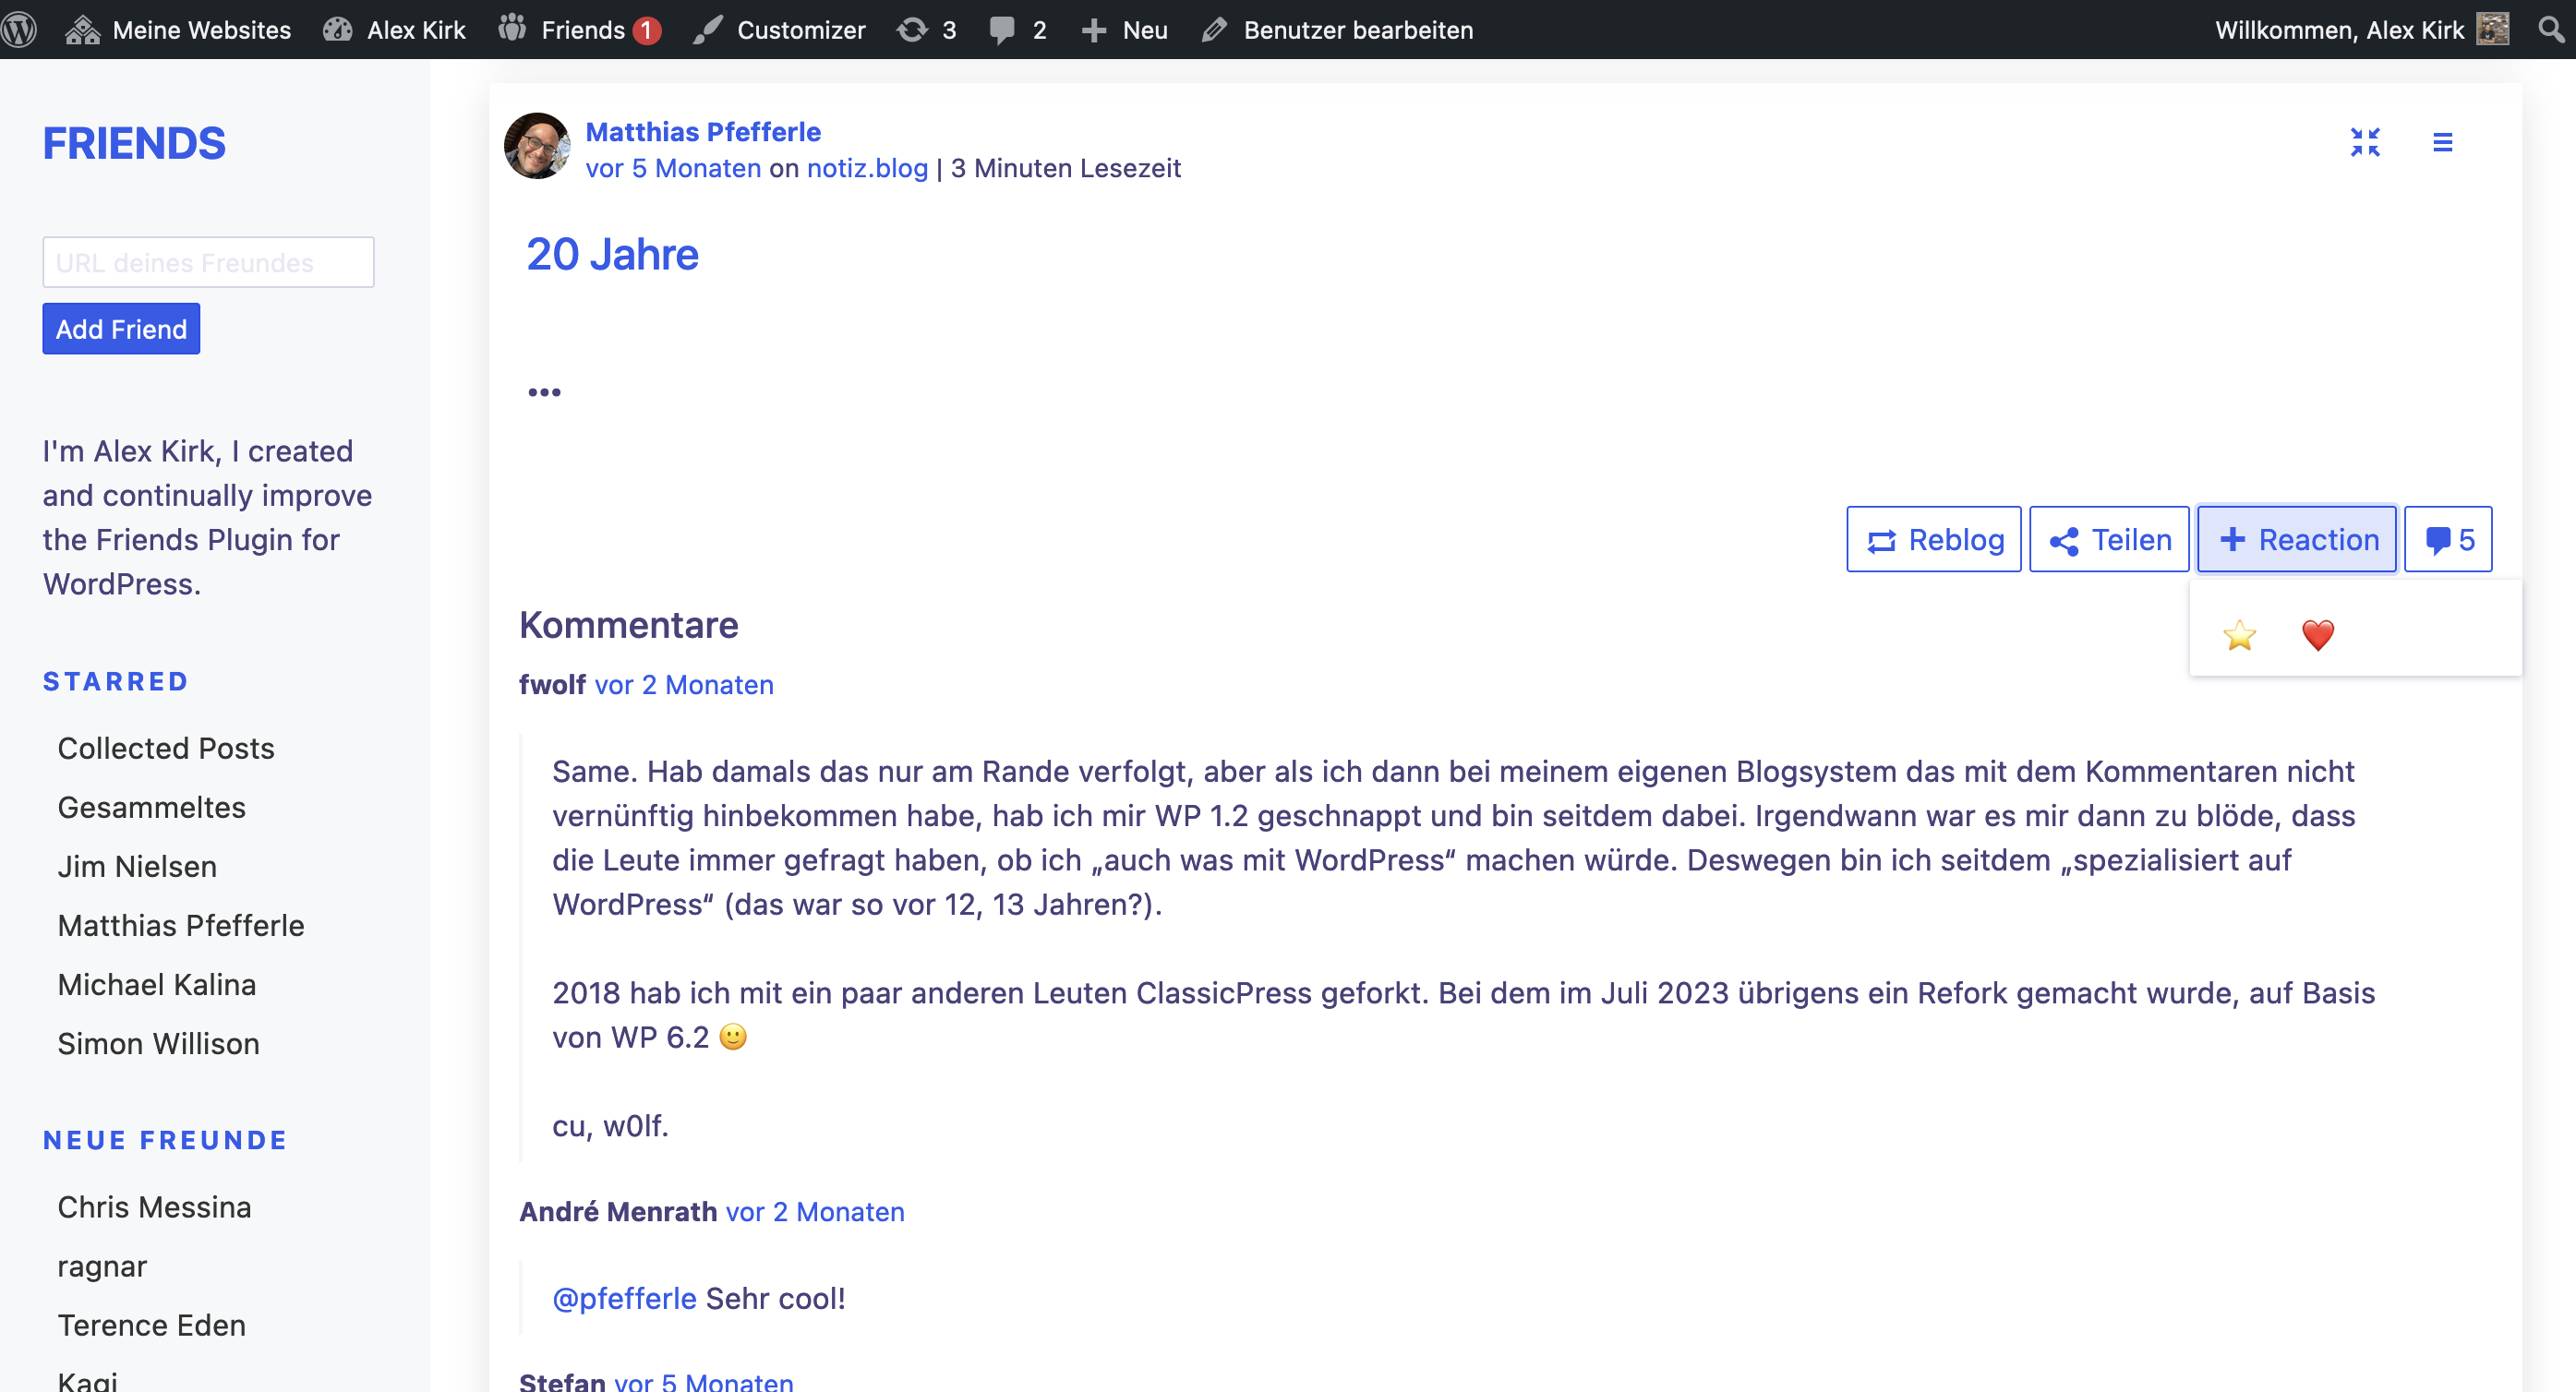 Meine Websites Alex Kirk Friends 1 Customizer 3 2 Neu Benutzer bearbeiten Willkommen, Alex Kirk
FRIENDS
URL deines Freundes
Add Friend
I'm Alex Kirk, I created
and continually improve
the Friends Plugin for
WordPress.
STARRED
Collected Posts
Gesammeltes
Jim Nielsen
Matthias Pfefferle
Michael Kalina
Simon Willison
NEUE FREUNDE
Chris Messina
ragnar
Terence Eden
Kagi
Matthias Pfefferle
vor 5 Monaten on notiz.blog | 3 Minuten Lesezeit
20 Jahre
...
Reblog Teilen + Reaction 5
Kommentare
fwolf vor 2 Monaten
Same. Hab damals das nur am Rande verfolgt, aber als ich dann bei meinem eigenen Blogsystem das mit dem Kommentaren nicht
vernünftig hinbekommen habe, hab ich mir WP 1.2 geschnappt und bin seitdem dabei. Irgendwann war es mir dann zu blöde, dass
die Leute immer gefragt haben, ob ich „auch was mit WordPress“ machen würde. Deswegen bin ich seitdem „spezialisiert auf
WordPress“ (das war so vor 12, 13 Jahren?).
2018 hab ich mit ein paar anderen Leuten ClassicPress geforkt. Bei dem im Juli 2023 übrigens ein Refork gemacht wurde, auf Basis
von WP 6.2 🙂
cu, w0lf.
André Menrath vor 2 Monaten
@pfefferle Sehr cool!
Stefan vor 5 Monaten